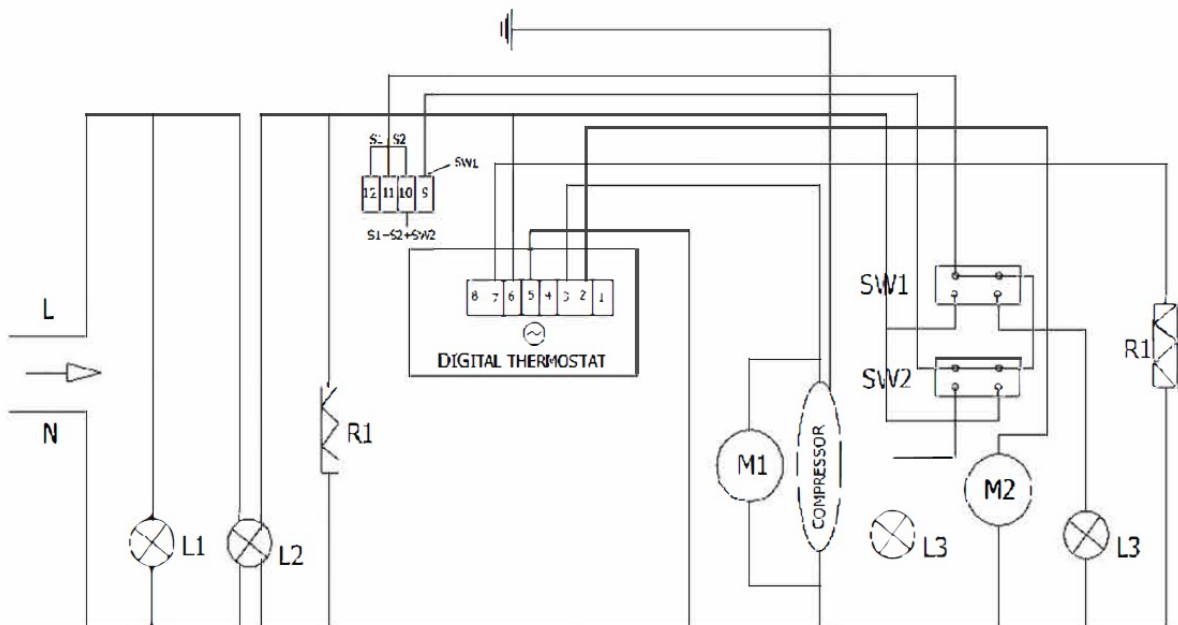 S1 S2
SW1
12 11 10 9
S1-S2+SW2
SW1
L
8 7 6 5 4 3 2 1
DIGITAL THERMOSTAT
R1
SW2
N
R1
M1
COMPRESSOR
M2
L1
L2
L3
L3